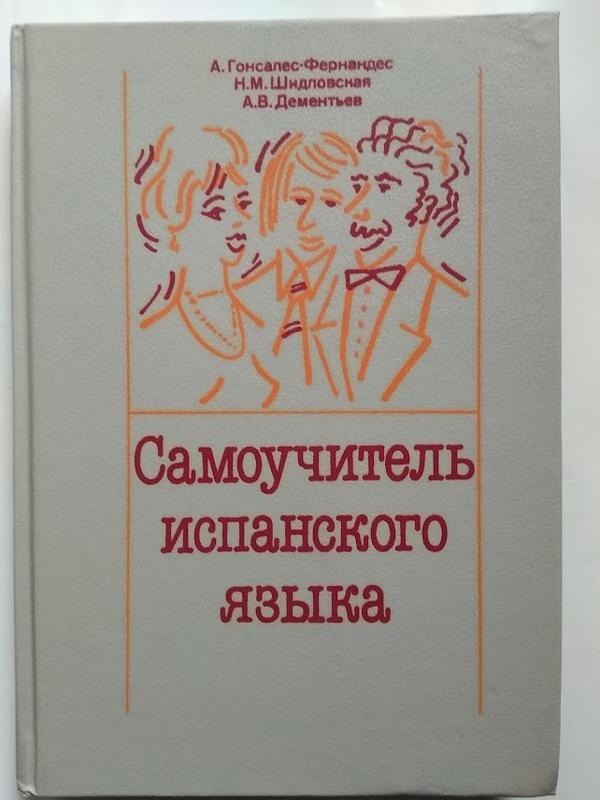 А. Гонсалес-Фернандес
Н.М. Шидловская
А.В. Дементьев
Самоучитель
испанского
языка